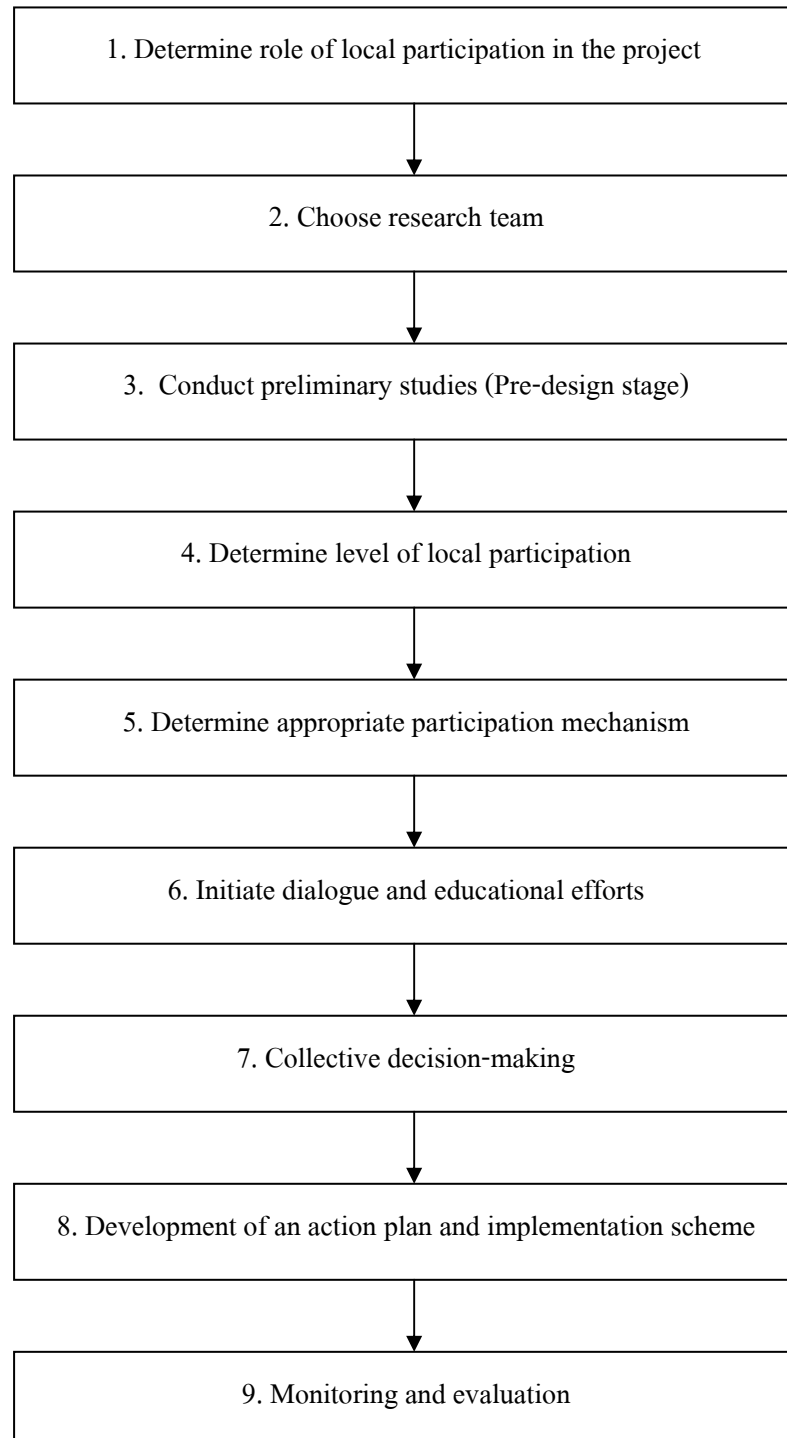 1. Determine role of local participation in the project
2. Choose research team
3. Conduct preliminary studies (Pre-design stage)
4. Determine level of local participation
5. Determine appropriate participation mechanism
6. Initiate dialogue and educational efforts
7. Collective decision-making
8. Development of an action plan and implementation scheme
9. Monitoring and evaluation